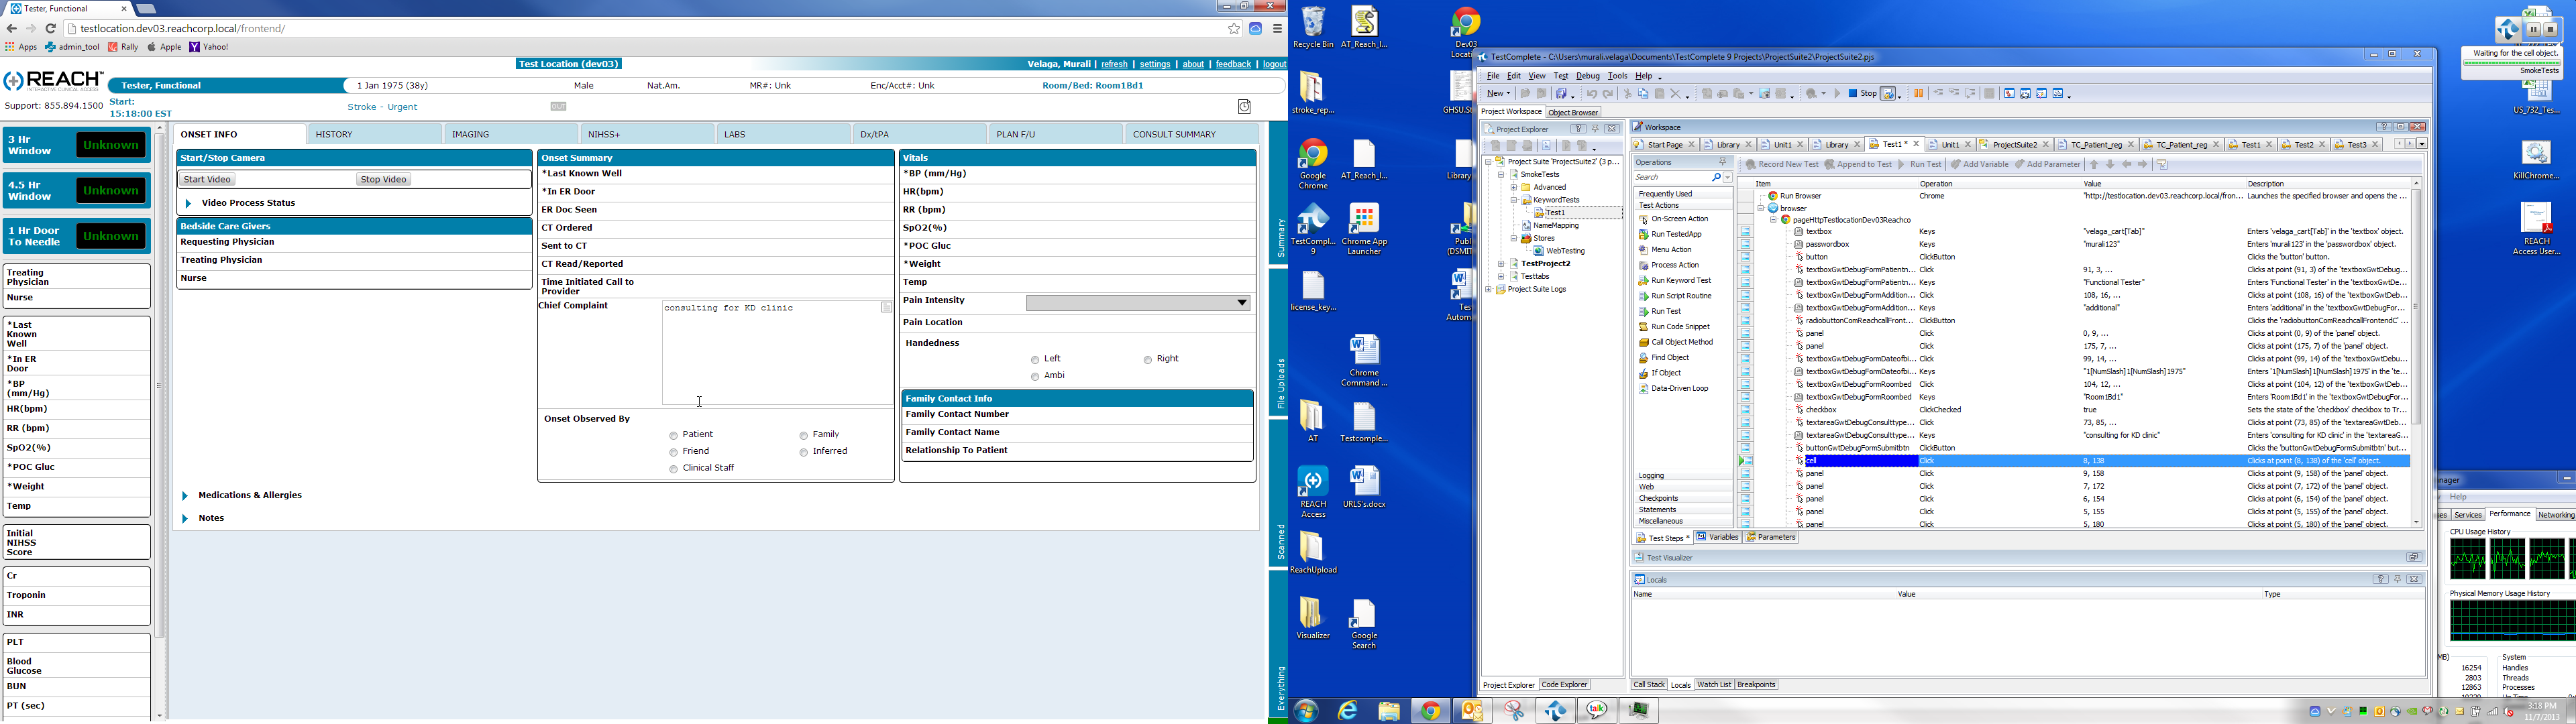 Tester, Functional
testlocation.dev03.reachcorp.local/frontend/
Apps admin_tool Rally Apple Yahoo!
REACH
Test Location (dev03)
Velaga, Murali | refresh | settings | about | feedback | logout
Tester, Functional 1 Jan 1975 (38y) Male Nat.Am. MR#: Unk Enc/Acct#: Unk Room/Bed: Room1Bd1
Support: 855.894.1500
Start:
15:18:00 EST
Stroke - Urgent
OUT
3 Hr
Window
Unknown
4.5 Hr
Window
Unknown
1 Hr Door
To Needle
Unknown
Treating
Physician
Nurse
*Last
Known
Well
*In ER
Door
*BP
(mm/Hg)
HR(bpm)
RR (bpm)
SpO2(%)
*POC Gluc
*Weight
Temp
Initial
NIHSS
Score
Cr
Troponin
INR
PLT
Blood
Glucose
BUN
PT (sec)
ONSET INFO HISTORY IMAGING NIHSS+ LABS Dx/tPA PLAN F/U CONSULT SUMMARY
Start/Stop Camera
Start Video Stop Video
Video Process Status
Bedside Care Givers
Requesting Physician
Treating Physician
Nurse
Onset Summary
*Last Known Well
*In ER Door
ER Doc Seen
CT Ordered
Sent to CT
CT Read/Reported
Time Initiated Call to
Provider
Chief Complaint
consulting for KD clinic
Onset Observed By
Patient Family
Friend Inferred
Clinical Staff
Vitals
*BP (mm/Hg)
HR(bpm)
RR (bpm)
SpO2(%)
*POC Gluc
*Weight
Temp
Pain Intensity
Pain Location
Handedness
Left Right
Ambi
Family Contact Info
Family Contact Number
Family Contact Name
Relationship To Patient
Medications & Allergies
Notes
Summary
File Uploads
Scanned
Everything
Recycle Bin
AT_Reach_I...
Dev03
stroke_rep...
Google
Chrome
AT_Reach_I...
TestCompl...
9
Chrome App
Launcher
license_key...
Chrome
Command ...
AT
Testcomple...
REACH
Access
URLS's.docx
ReachUpload
Visualizer
Google
Search
TestComplete - C:\Users\murali.velaga\Documents\TestComplete 9 Projects\ProjectSuite2\ProjectSuite2.pjs
File Edit View Test Debug Tools Help
New Stop
Project Workspace Object Browser
Project Explorer
Project Suite 'ProjectSuite2' (3 p...
SmokeTests
Advanced
KeywordTests
Test1
NameMapping
Stores
WebTesting
TestProject2
Testtabs
Project Suite Logs
Project Explorer Code Explorer
Workspace
Start Page Library Unit1 Library Test1 * Unit1 ProjectSuite2 TC_Patient_reg TC_Patient_reg Test1 Test2 Test3
Operations
Search
Frequently Used
Test Actions
On-Screen Action
Run TestedApp
Menu Action
Process Action
Run Keyword Test
Run Script Routine
Run Test
Run Code Snippet
Call Object Method
Find Object
If Object
Data-Driven Loop
Logging
Web
Checkpoints
Statements
Miscellaneous
Record New Test Append to Test Run Test Add Variable Add Parameter
Item Operation Value Description
Run Browser Chrome "http://testlocation.dev03.reachcorp.local/fron... Launches the specified browser and opens the ...
browser
pageHttpTestlocationDev03Reachco
textbox Keys "velaga_cart[Tab]" Enters 'velaga_cart[Tab]' in the 'textbox' object.
passwordbox Keys "murali123" Enters 'murali123' in the 'passwordbox' object.
button ClickButton Clicks the 'button' button.
textboxGwtDebugFormPatientn... Click 91, 3, ... Clicks at point (91, 3) of the 'textboxGwtDebug...
textboxGwtDebugFormPatientn... Keys "Functional Tester" Enters 'Functional Tester' in the 'textboxGwtDe...
textboxGwtDebugFormAddition... Click 108, 16, ... Clicks at point (108, 16) of the 'textboxGwtDeb...
textboxGwtDebugFormAddition... Keys "additional" Enters 'additional' in the 'textboxGwtDebugFor...
radiobuttonComReachcallFront... ClickButton Clicks the 'radiobuttonComReachcallFrontendC' ...
panel Click 0, 9, ... Clicks at point (0, 9) of the 'panel' object.
panel Click 175, 7, ... Clicks at point (175, 7) of the 'panel' object.
textboxGwtDebugFormDateofbi... Click 99, 14, ... Clicks at point (99, 14) of the 'textboxGwtDebu...
textboxGwtDebugFormDateofbi... Keys "1[NumSlash]1[NumSlash]1975" Enters '1[NumSlash]1[NumSlash]1975' in the 'te...
textboxGwtDebugFormRoombed Click 104, 12, ... Clicks at point (104, 12) of the 'textboxGwtDeb...
textboxGwtDebugFormRoombed Keys "Room1Bd1" Enters 'Room1Bd1' in the 'textboxGwtDebugFor...
checkbox ClickChecked true Sets the state of the 'checkbox' checkbox to Tr...
textareaGwtDebugConsulttype... Click 73, 85, ... Clicks at point (73, 85) of the 'textareaGwtDeb...
textareaGwtDebugConsulttype... Keys "consulting for KD clinic" Enters 'consulting for KD clinic' in the 'textareaG...
buttonGwtDebugFormSubmitbtn ClickButton Clicks the 'buttonGwtDebugFormSubmitbtn' but...
cell Click 8, 138 Clicks at point (8, 138) of the 'cell' object.
panel Click 9, 158 Clicks at point (9, 158) of the 'panel' object.
panel Click 7, 172 Clicks at point (7, 172) of the 'panel' object.
panel Click 6, 154 Clicks at point (6, 154) of the 'panel' object.
panel Click 5, 155 Clicks at point (5, 155) of the 'panel' object.
panel Click 5, 180 Clicks at point (5, 180) of the 'panel' object.
Test Steps * Variables Parameters
Test Visualizer
Locals
Name Value Type
Call Stack Locals Watch List Breakpoints
Waiting for the cell object.
SmokeTests
US_732_Tes...
KillChrome...
REACH
Access User...
Help
Services Performance Networking
CPU Usage History
Physical Memory Usage History
System
16254 Handles
2803 Threads
12863 Processes
talk
3:18 PM
11/7/2013